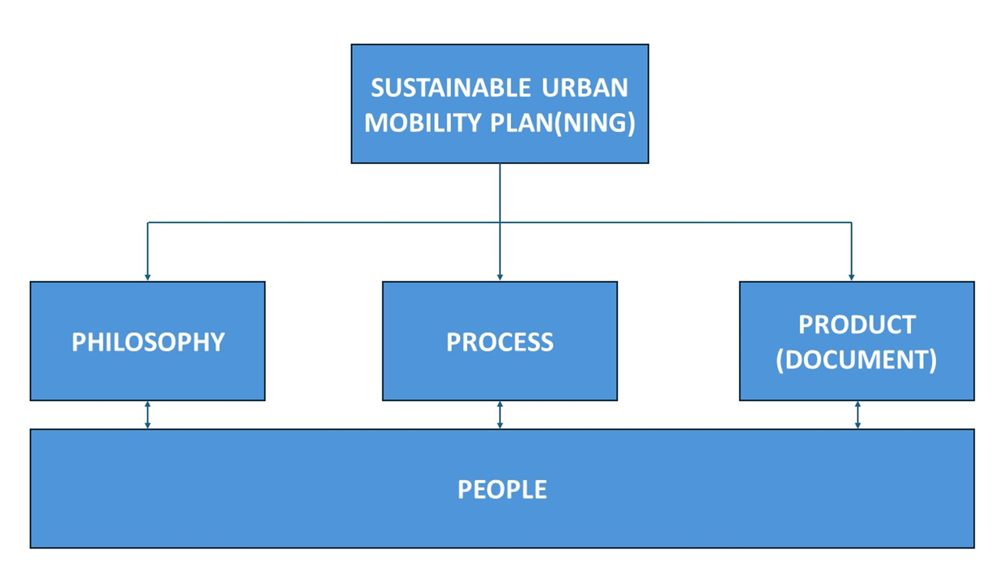 SUSTAINABLE URBAN
MOBILITY PLAN(NING)
PHILOSOPHY
PROCESS
PRODUCT
(DOCUMENT)
PEOPLE